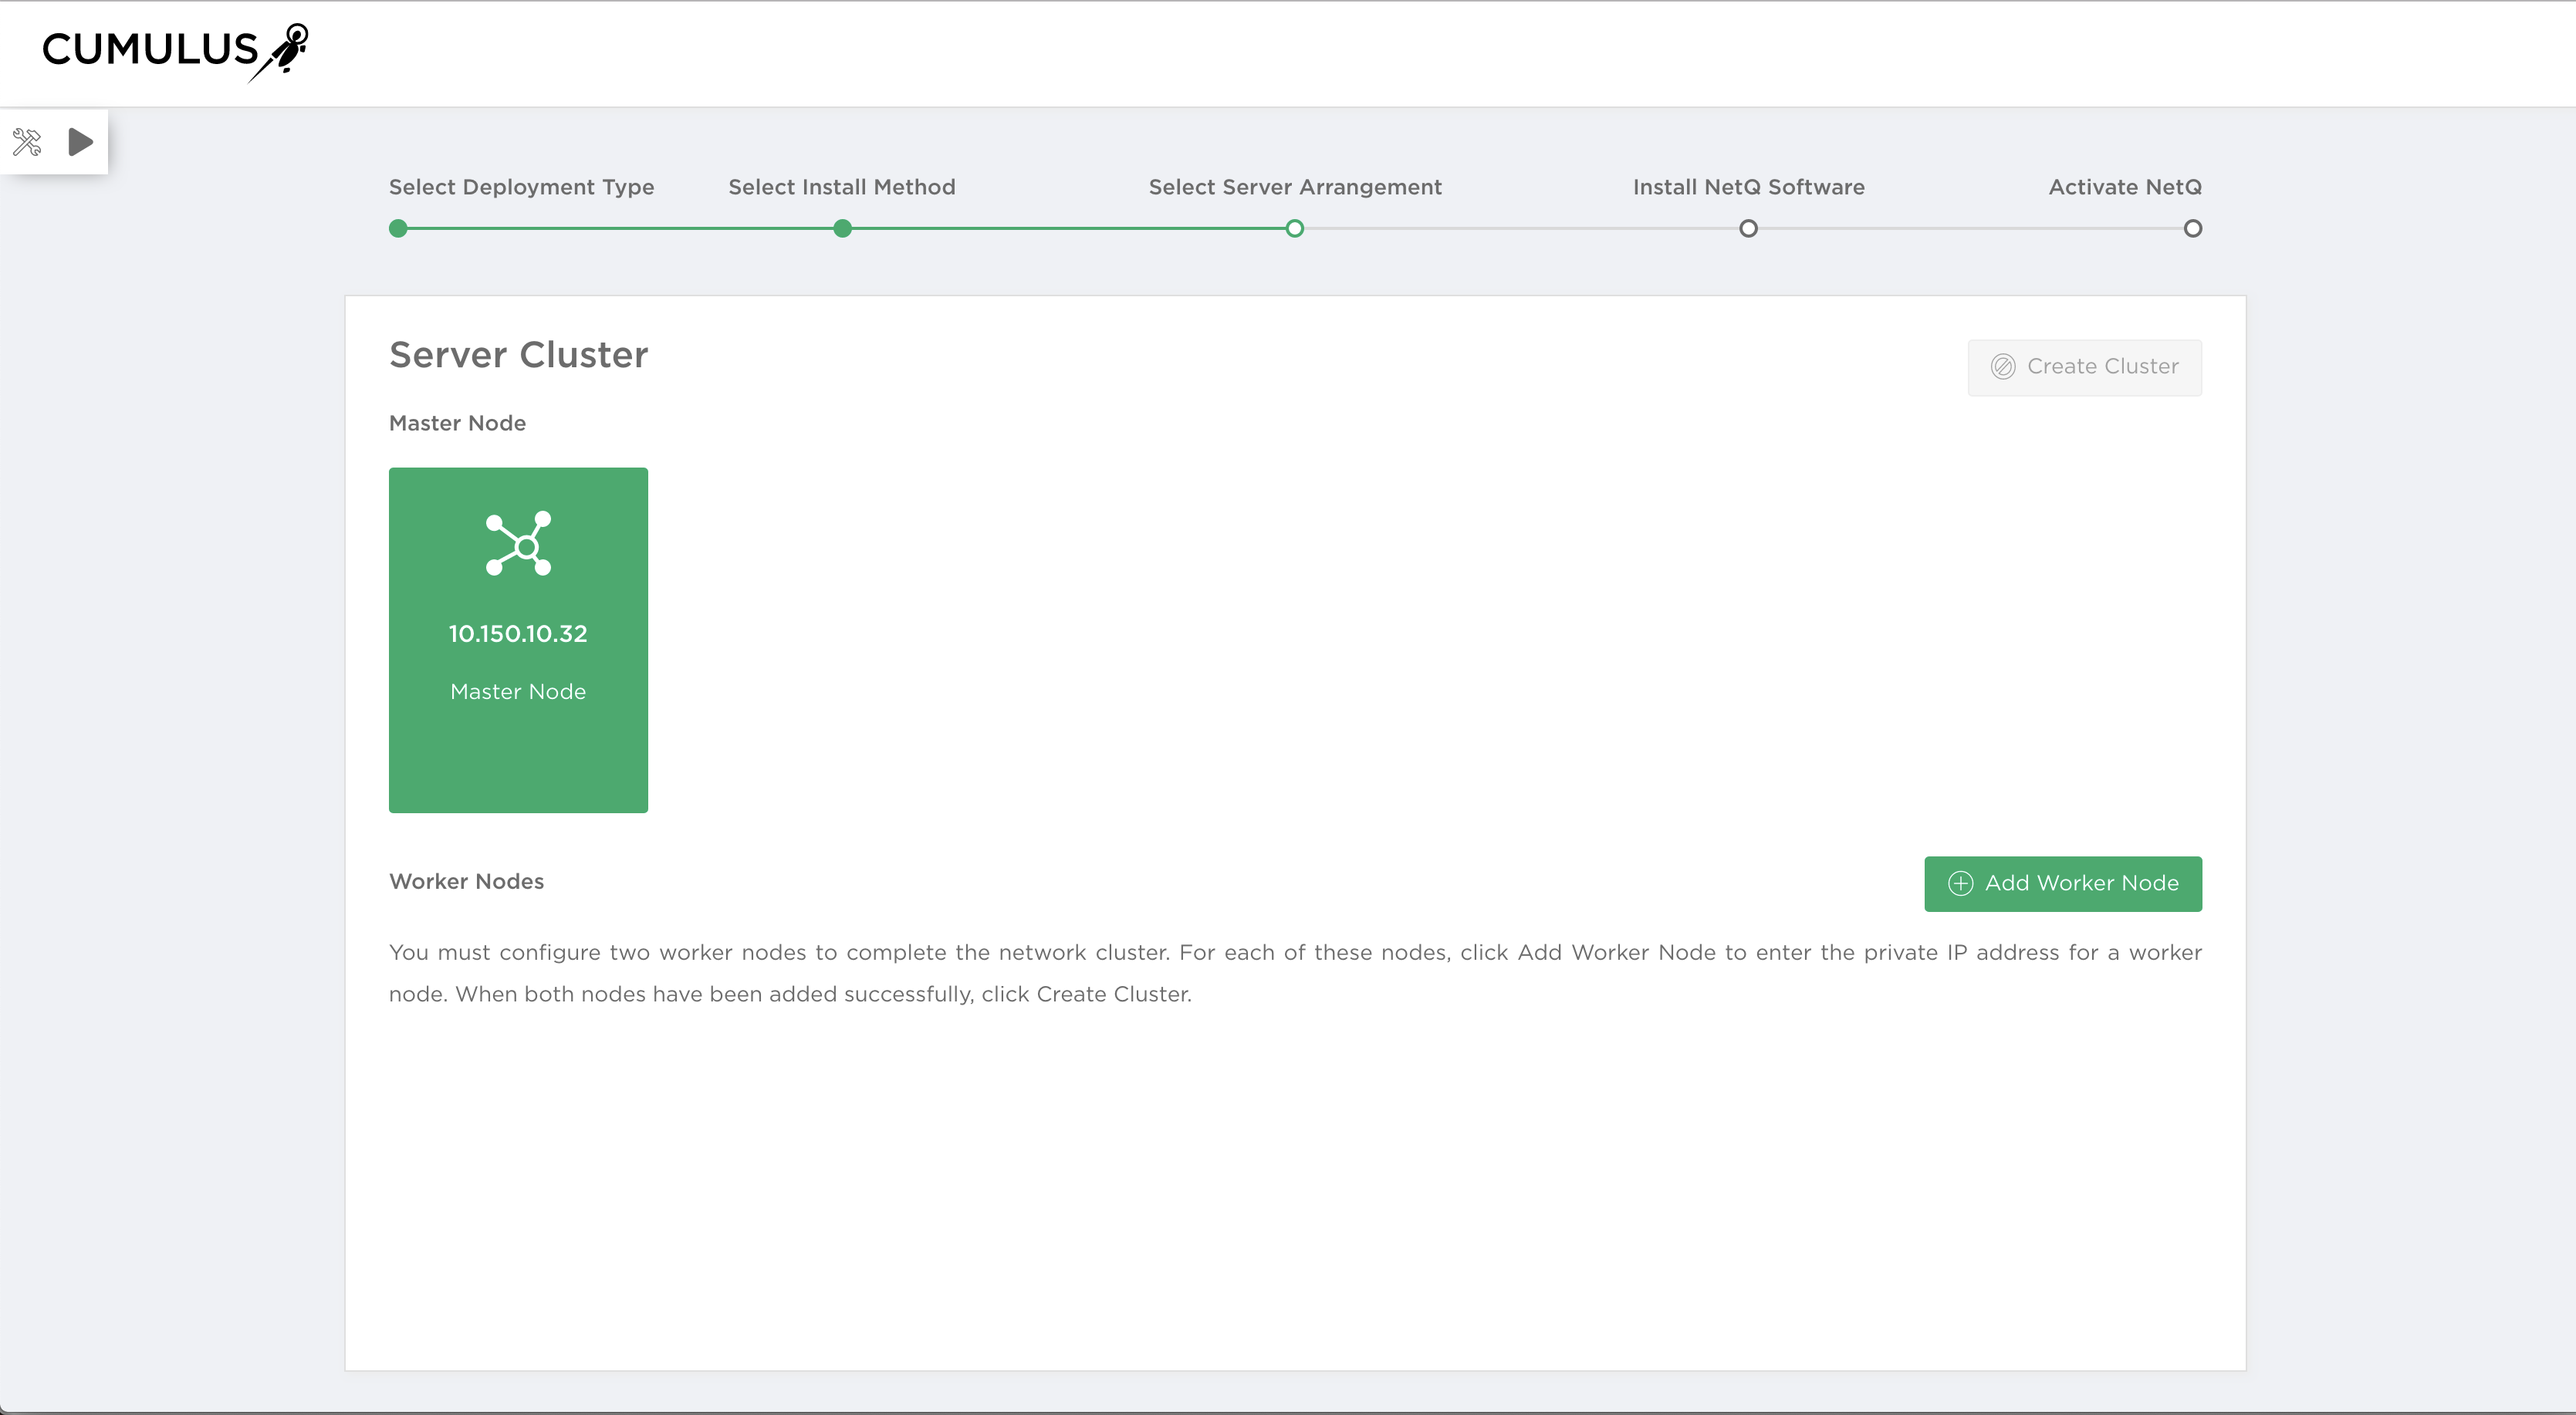 CUMULUS
Select Deployment Type
Select Install Method
Select Server Arrangement
Install NetQ Software
Activate NetQ
Server Cluster
Create Cluster
Master Node
10.150.10.32
Master Node
Worker Nodes
Add Worker Node
You must configure two worker nodes to complete the network cluster. For each of these nodes, click Add Worker Node to enter the private IP address for a worker
node. When both nodes have been added successfully, click Create Cluster.